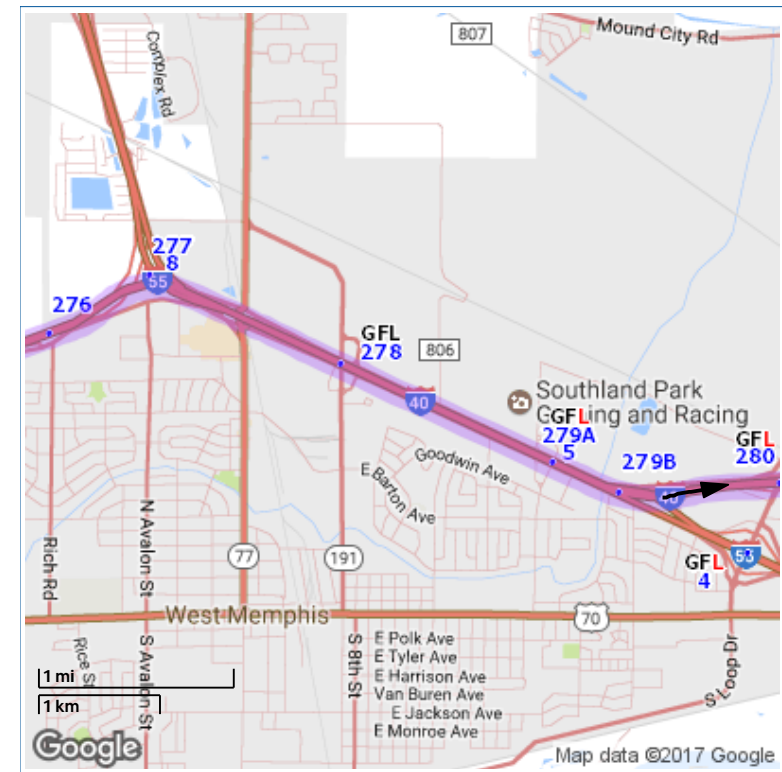 807
Mound City Rd
Complex Rd
277
8
55
276
GFL
278
806
40
Southland Park
Gaming and Racing
GFL
279A
5
279B
GFL
280
Goodwin Ave
E Barton Ave
40
Rich Rd
N Avalon St
77
191
GFL
4
55
West Memphis
70
Rice St
S Avalon St
S 8th St
E Polk Ave
E Tyler Ave
E Harrison Ave
Van Buren Ave
E Jackson Ave
E Monroe Ave
S Loop Dr
1 mi
1 km
Google
Map data ©2017 Google